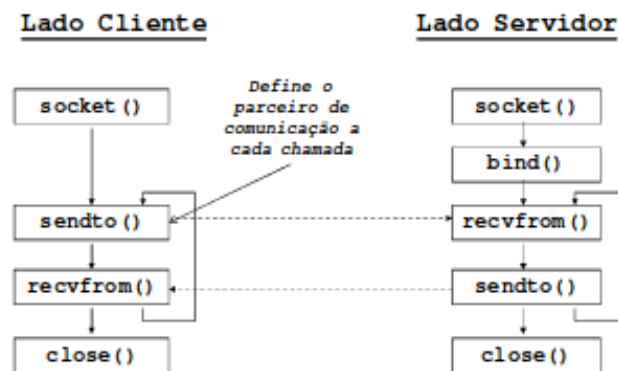 Lado Cliente
Lado Servidor
Define o
parceiro de
comunicação a
cada chamada
socket()
socket()
bind()
sendto()
recvfrom()
recvfrom()
sendto()
close()
close()